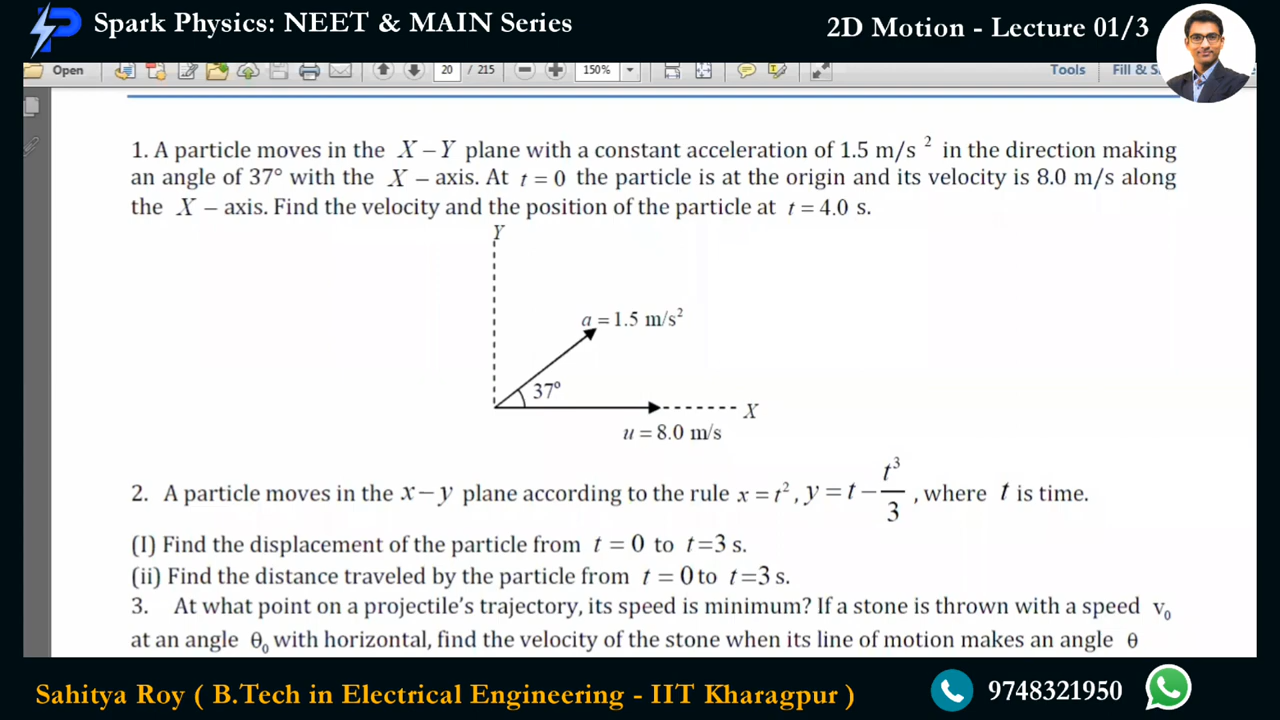 Spark Physics: NEET & MAIN Series
2D Motion - Lecture 01/3
Open
20 / 215
150%
Tools
Fill & S
1. A particle moves in the X – Y plane with a constant acceleration of 1.5 m/s ² in the direction making
an angle of 37° with the X – axis. At t = 0 the particle is at the origin and its velocity is 8.0 m/s along
the X – axis. Find the velocity and the position of the particle at t = 4.0 s.
Y
a = 1.5 m/s²
37°
X
u = 8.0 m/s
2. A particle moves in the x – y plane according to the rule x = t², y = t – t³/3, where t is time.
(I) Find the displacement of the particle from t = 0 to t=3 s.
(ii) Find the distance traveled by the particle from t = 0 to t=3 s.
3. At what point on a projectile’s trajectory, its speed is minimum? If a stone is thrown with a speed v₀
at an angle θ₀ with horizontal, find the velocity of the stone when its line of motion makes an angle θ
Sahitya Roy ( B.Tech in Electrical Engineering - IIT Kharagpur )
9748321950